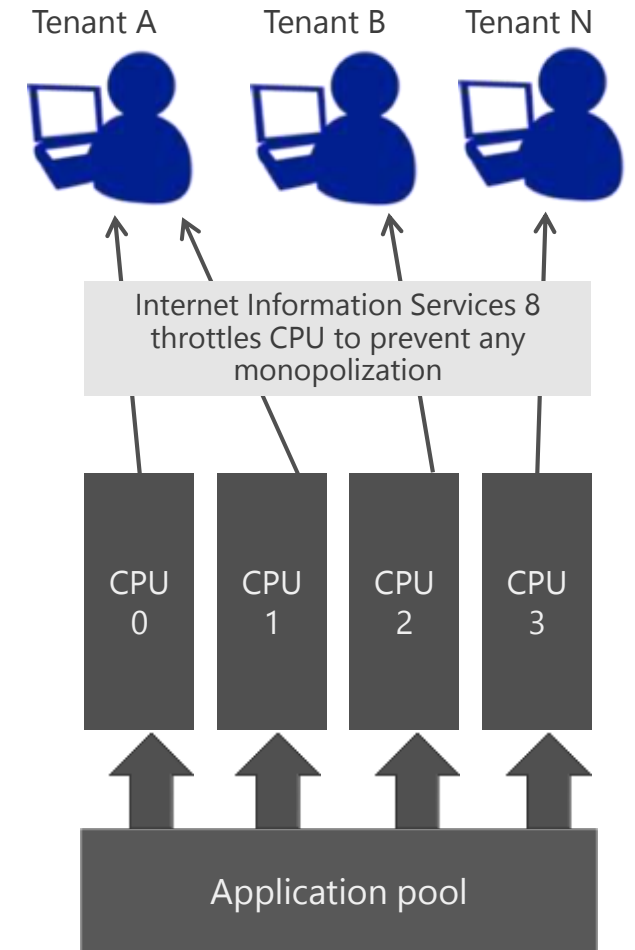 Tenant A
Tenant B
Tenant N
Internet Information Services 8
throttles CPU to prevent any
monopolization
CPU
0
CPU
1
CPU
2
CPU
3
Application pool